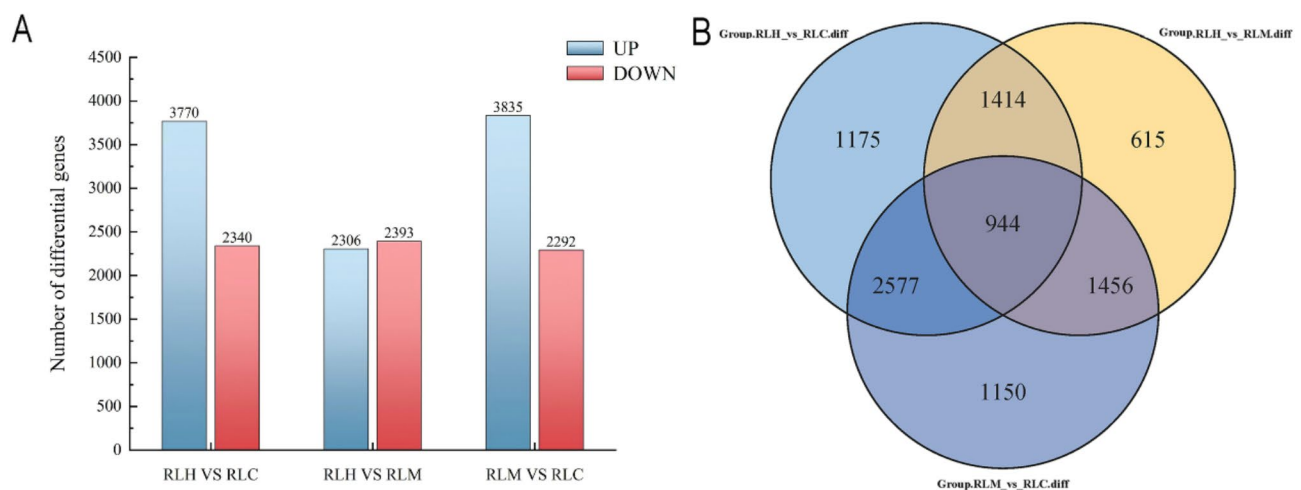 A
Number of differential genes
4500
4000
3500
3000
2500
2000
1500
1000
500
0
UP
DOWN
3770
2340
2306
2393
3835
2292
RLH VS RLC
RLH VS RLM
RLM VS RLC
B
Group.RLH_vs_RLC.diff
Group.RLH_vs_RLM.diff
1414
1175
615
944
2577
1456
1150
Group.RLM_vs_RLC.diff